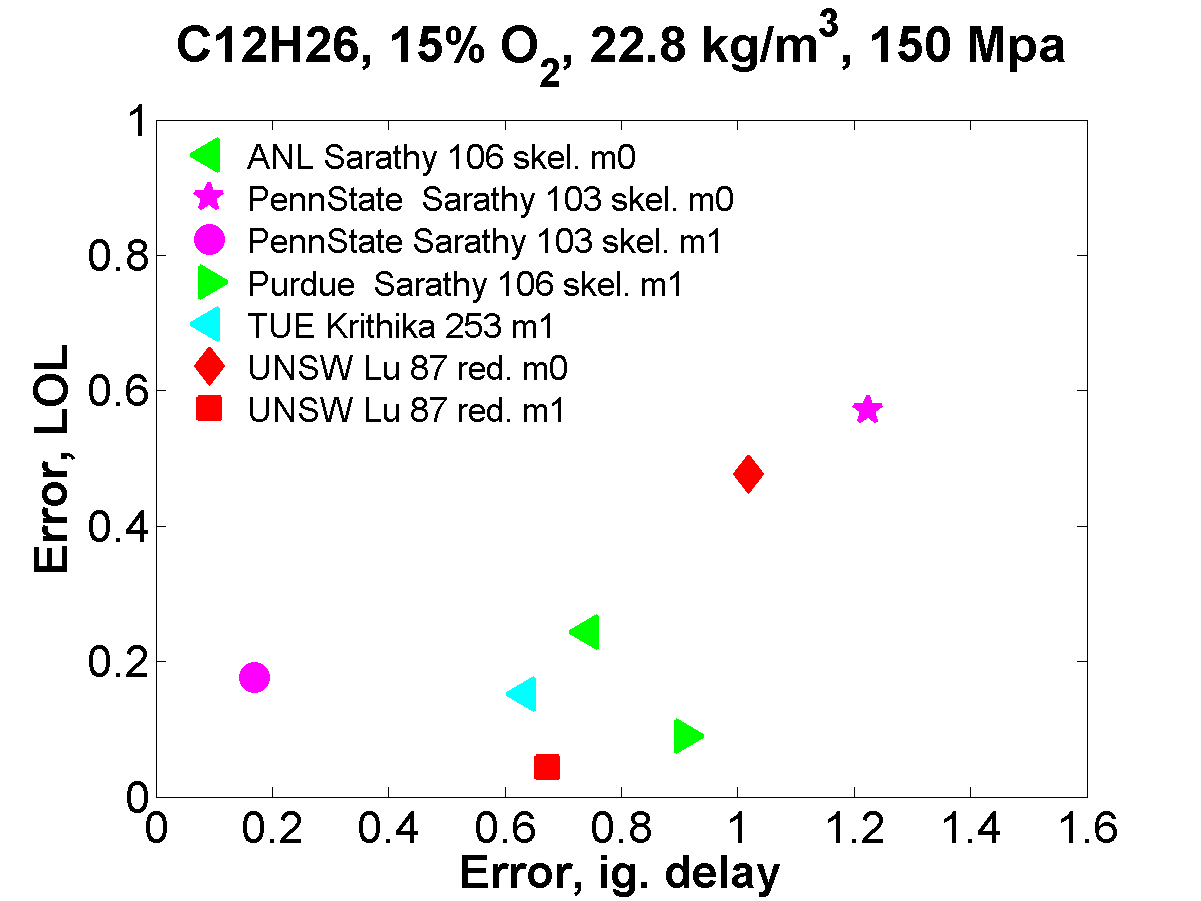 C12H26, 15% O2, 22.8 kg/m3, 150 Mpa
1
ANL Sarathy 106 skel. m0
PennState  Sarathy 103 skel. m0
PennState Sarathy 103 skel. m1
Purdue  Sarathy 106 skel. m1
TUE Krithika 253 m1
UNSW Lu 87 red. m0
UNSW Lu 87 red. m1
0.8
0.6
0.4
0.2
0
Error, LOL
0 0.2 0.4 0.6 0.8 1 1.2 1.4 1.6
Error, ig. delay